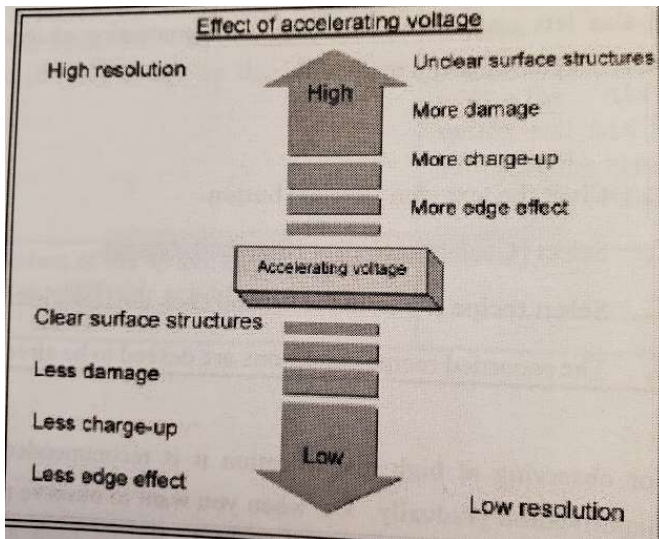 Effect of accelerating voltage
High resolution
High
Unclear surface structures
More damage
More charge-up
More edge effect
Accelerating voltage
Clear surface structures
Less damage
Less charge-up
Less edge effect
Low
Low resolution